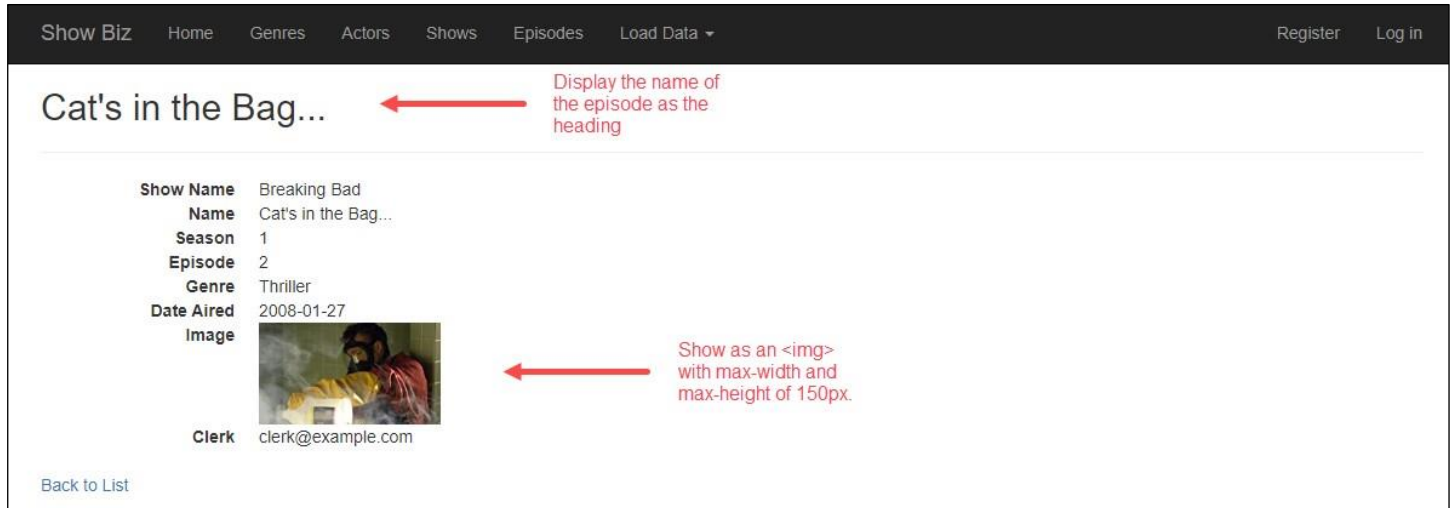 Show Biz Home Genres Actors Shows Episodes Load Data Register Log in
Cat's in the Bag...
Display the name of
the episode as the
heading
Show Name Breaking Bad
Name Cat's in the Bag...
Season 1
Episode 2
Genre Thriller
Date Aired 2008-01-27
Image
Show as an <img>
with max-width and
max-height of 150px.
Clerk clerk@example.com
Back to List